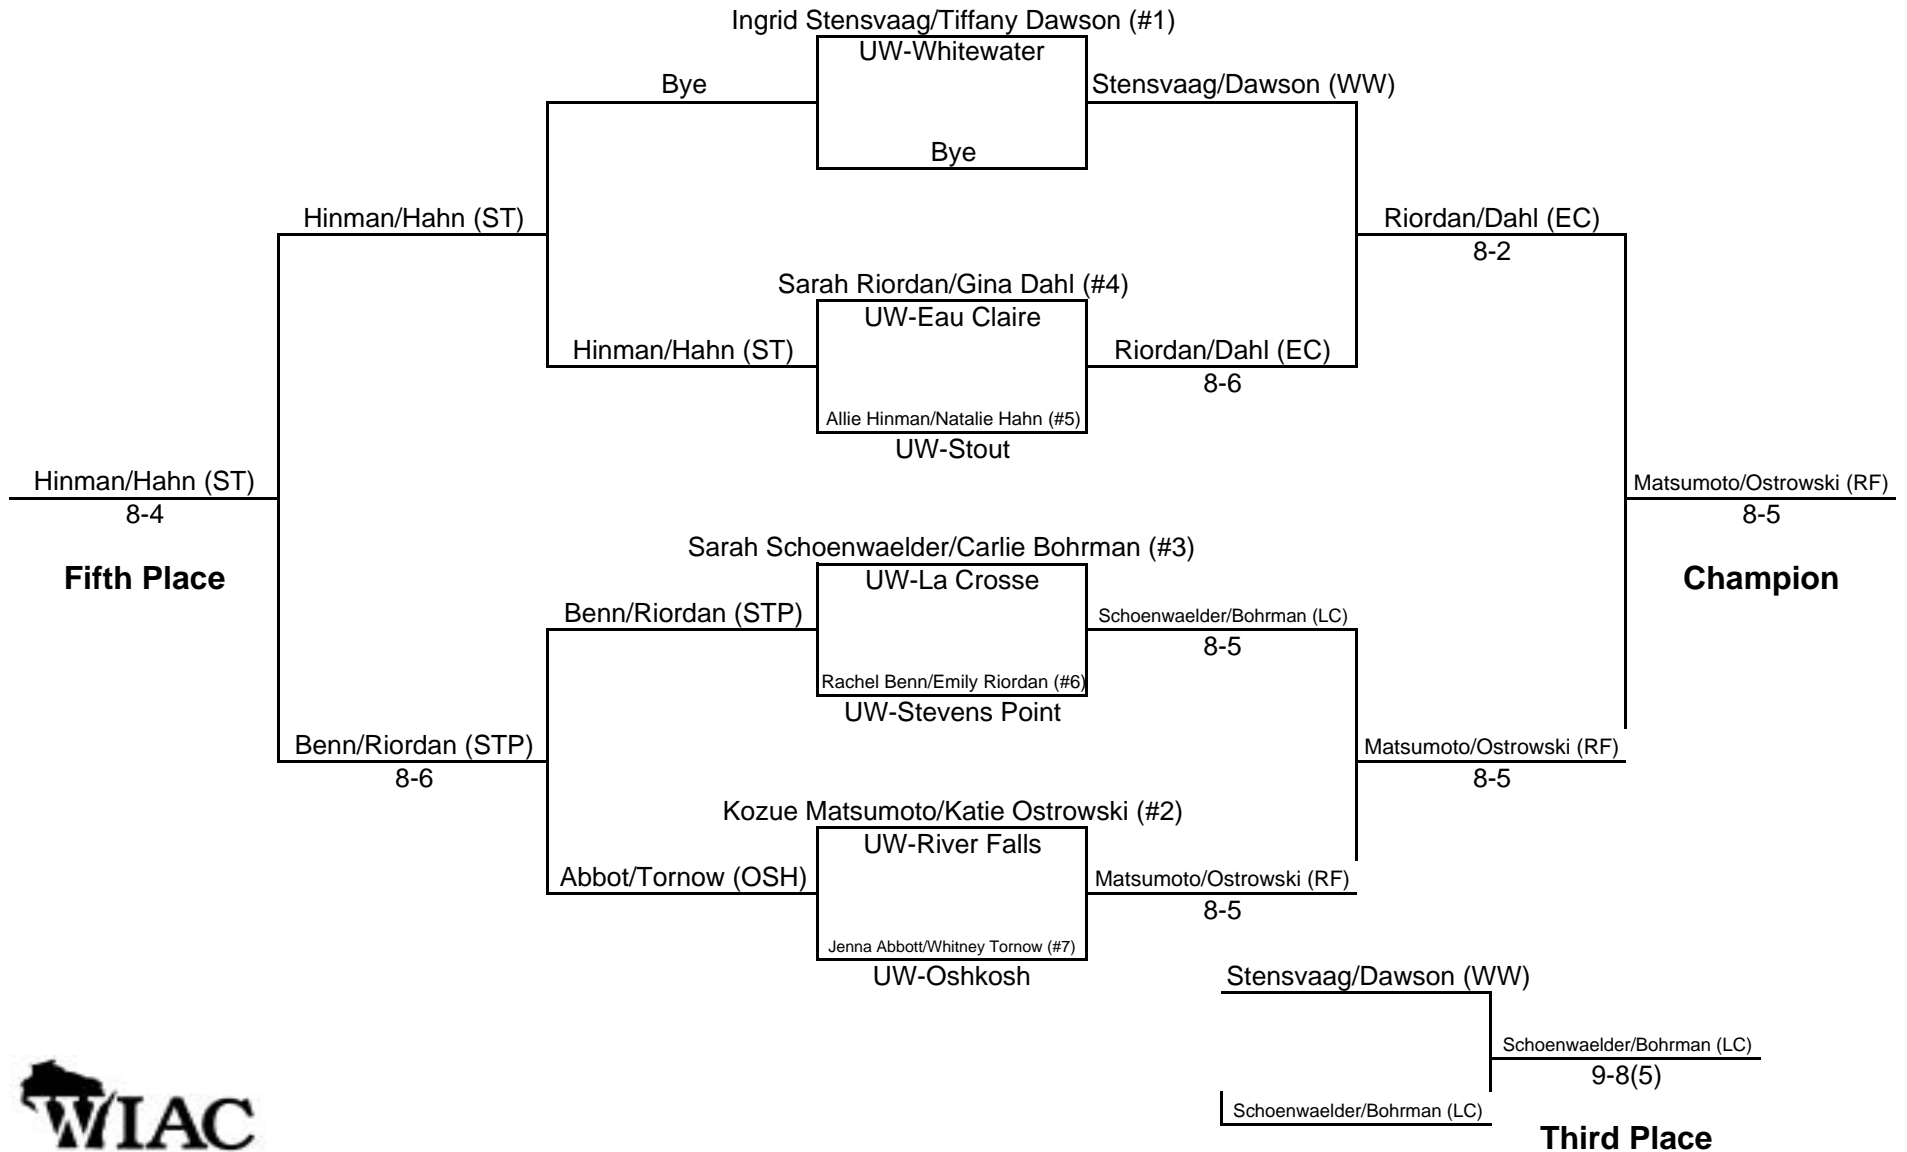 Ingrid Stensvaag/Tiffany Dawson (#1)
UW-Whitewater
Bye
Stensvaag/Dawson (WW)
Bye
Hinman/Hahn (ST)
Riordan/Dahl (EC)
8-2
Sarah Riordan/Gina Dahl (#4)
UW-Eau Claire
Hinman/Hahn (ST)
Riordan/Dahl (EC)
8-6
Allie Hinman/Natalie Hahn (#5)
UW-Stout
Hinman/Hahn (ST)
8-4
Fifth Place
Matsumoto/Ostrowski (RF)
8-5
Champion
Sarah Schoenwaelder/Carlie Bohrman (#3)
UW-La Crosse
Benn/Riordan (STP)
Schoenwaelder/Bohrman (LC)
8-5
Rachel Benn/Emily Riordan (#6)
UW-Stevens Point
Benn/Riordan (STP)
8-6
Matsumoto/Ostrowski (RF)
8-5
Kozue Matsumoto/Katie Ostrowski (#2)
UW-River Falls
Abbot/Tornow (OSH)
Matsumoto/Ostrowski (RF)
8-5
Jenna Abbott/Whitney Tornow (#7)
UW-Oshkosh
Stensvaag/Dawson (WW)
Schoenwaelder/Bohrman (LC)
9-8(5)
Schoenwaelder/Bohrman (LC)
Third Place
WIAC